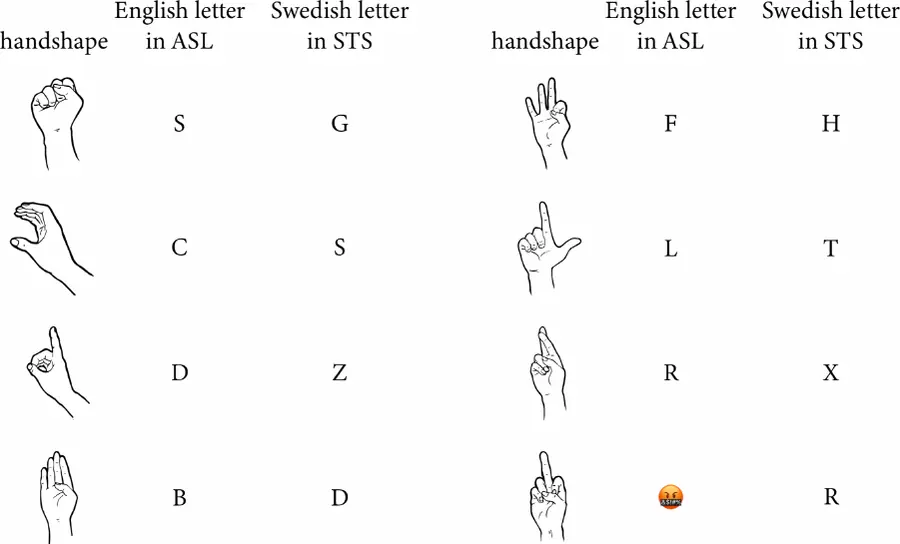 handshape English letter in ASL Swedish letter in STS handshape English letter in ASL Swedish letter in STS
S G F H
C S L T
D Z R X
B D R